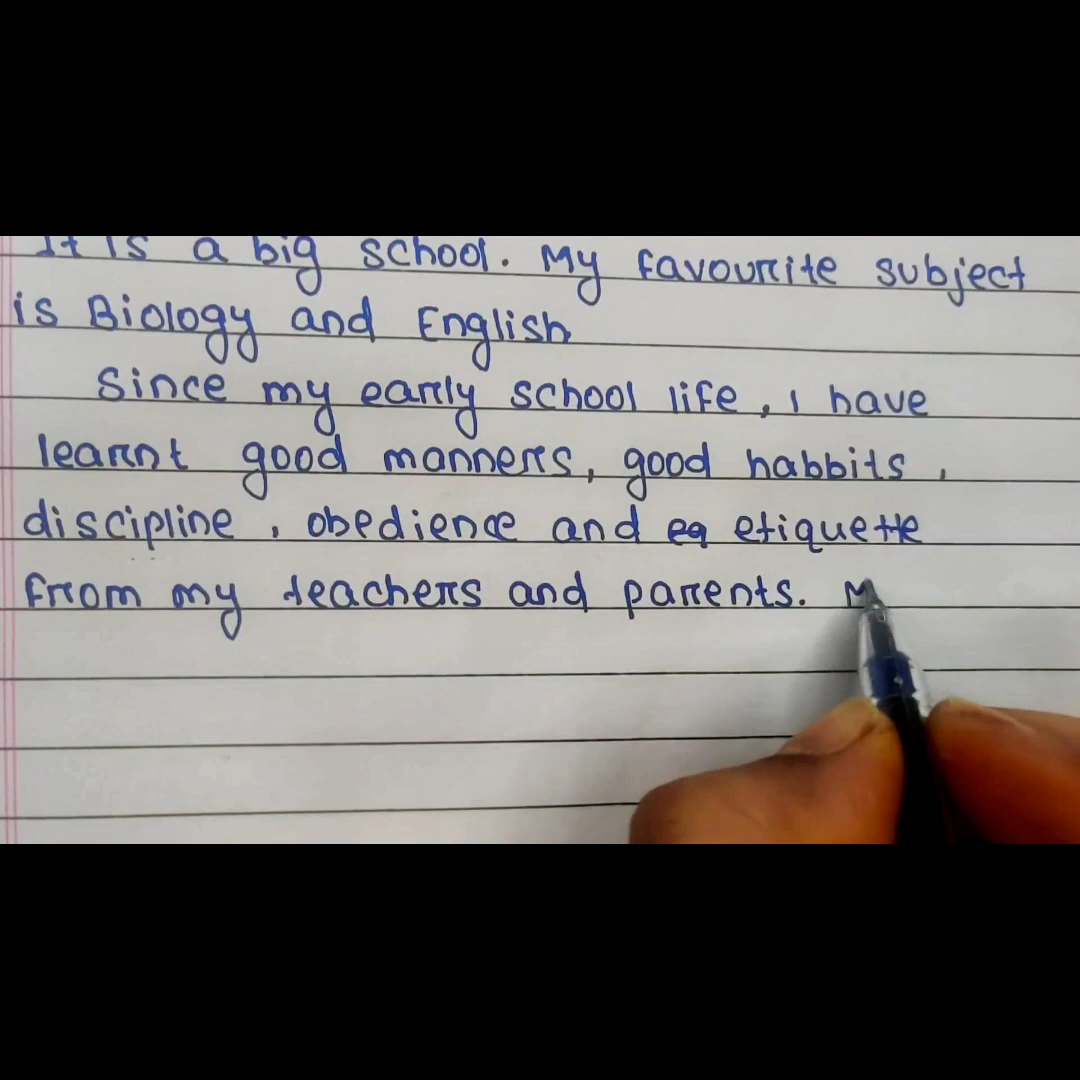 It is a big school. My favourite subject
is Biology and English
Since my early school life, I have
learnt good manners, good habbits,
discipline, obedience and eq etiquette
from my teachers and parents. M